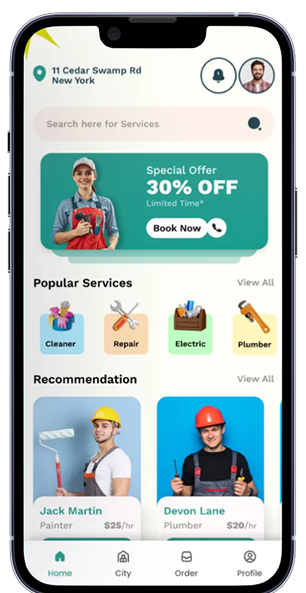 11 Cedar Swamp Rd
New York
Search here for Services
Special Offer
30% OFF
Limited Time*
Book Now
Popular Services
View All
Cleaner
Repair
Electric
Plumber
Recommendation
View All
Jack Martin
Painter
$25/hr
Devon Lane
Plumber
$20/hr
Home
City
Order
Profile